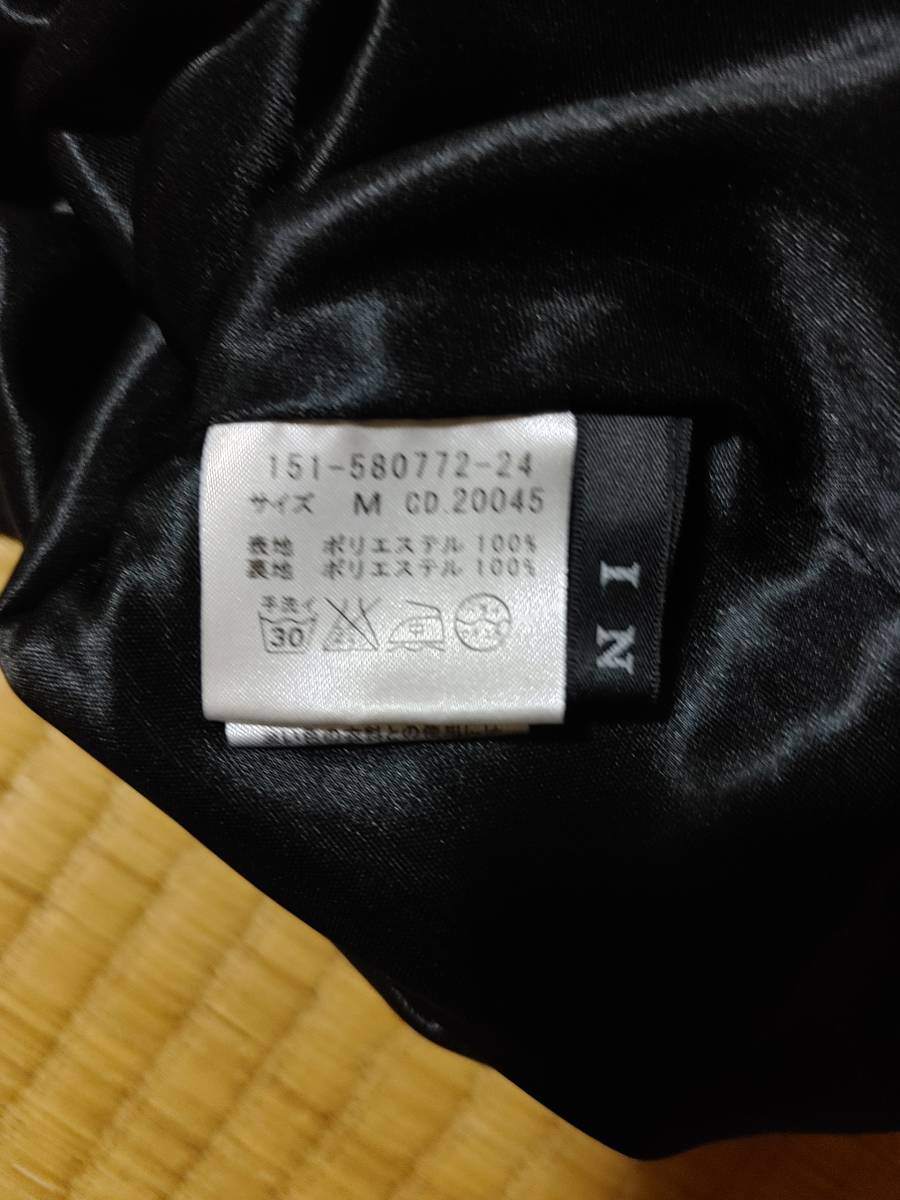 151-580772-24
サイズ M CD.20045
表地 ポリエステル 100%
裏地 ポリエステル 100%
手洗イ
30
中
I N